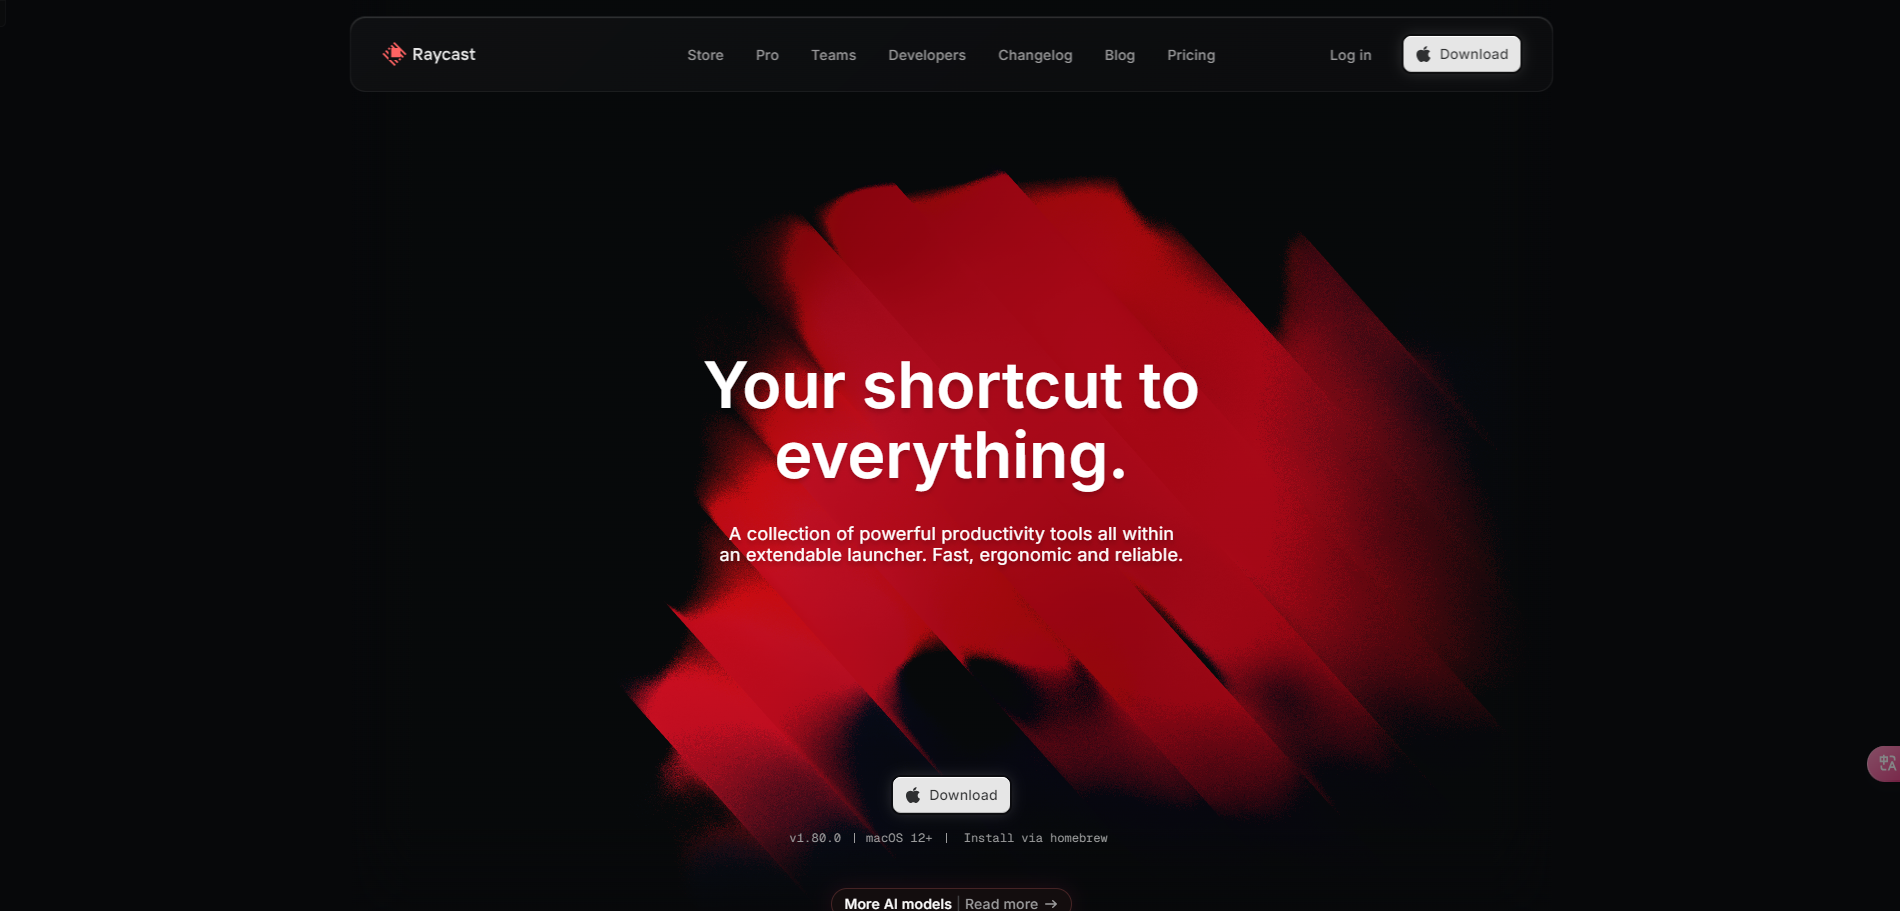 Raycast
Store Pro Teams Developers Changelog Blog Pricing
Log in
Download
Your shortcut to
everything.
A collection of powerful productivity tools all within
an extendable launcher. Fast, ergonomic and reliable.
Download
v1.80.0 | macOS 12+ | Install via homebrew
More AI models | Read more →
中A